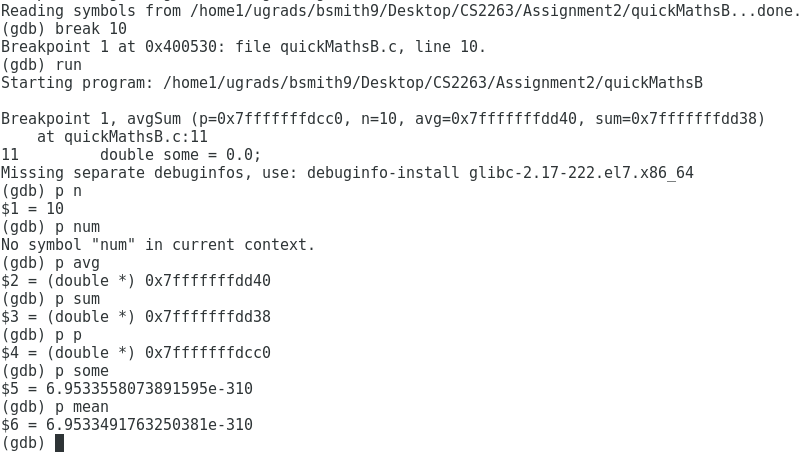 Reading symbols from /home1/ugrads/bsmith9/Desktop/CS2263/Assignment2/quickMathsB...done.
(gdb) break 10
Breakpoint 1 at 0x400530: file quickMathsB.c, line 10.
(gdb) run
Starting program: /home1/ugrads/bsmith9/Desktop/CS2263/Assignment2/quickMathsB
Breakpoint 1, avgSum (p=0x7fffffffdcc0, n=10, avg=0x7fffffffdd40, sum=0x7fffffffdd38)
    at quickMathsB.c:11
11         double some = 0.0;
Missing separate debuginfos, use: debuginfo-install glibc-2.17-222.el7.x86_64
(gdb) p n
$1 = 10
(gdb) p num
No symbol "num" in current context.
(gdb) p avg
$2 = (double *) 0x7fffffffdd40
(gdb) p sum
$3 = (double *) 0x7fffffffdd38
(gdb) p p
$4 = (double *) 0x7fffffffdcc0
(gdb) p some
$5 = 6.9533558073891595e-310
(gdb) p mean
$6 = 6.9533491763250381e-310
(gdb)